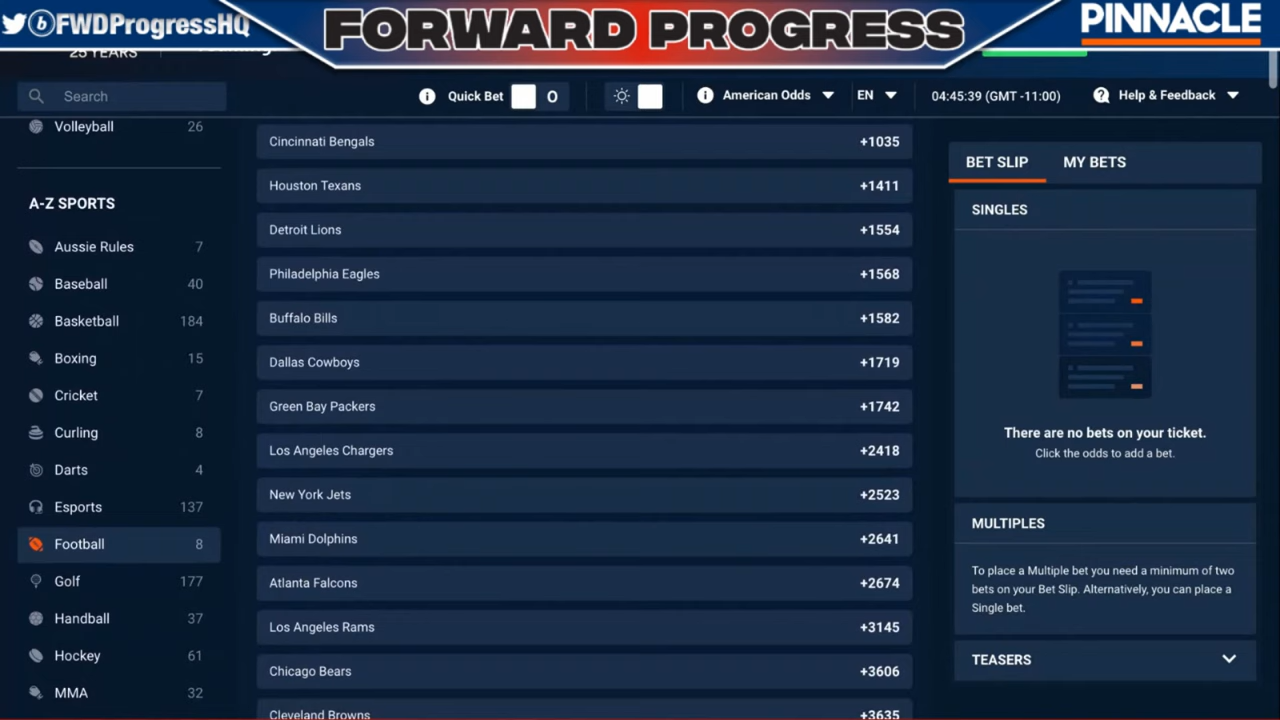 FWDProgressHQ
FORWARD PROGRESS
PINNACLE
25 YEARS
Search
Quick Bet
O
American Odds
EN
04:45:39 (GMT -11:00)
Help & Feedback
Volleyball 26
A-Z SPORTS
Aussie Rules 7
Baseball 40
Basketball 184
Boxing 15
Cricket 7
Curling 8
Darts 4
Esports 137
Football 8
Golf 177
Handball 37
Hockey 61
MMA 32
Cincinnati Bengals +1035
Houston Texans +1411
Detroit Lions +1554
Philadelphia Eagles +1568
Buffalo Bills +1582
Dallas Cowboys +1719
Green Bay Packers +1742
Los Angeles Chargers +2418
New York Jets +2523
Miami Dolphins +2641
Atlanta Falcons +2674
Los Angeles Rams +3145
Chicago Bears +3606
Cleveland Browns +3635
BET SLIP MY BETS
SINGLES
There are no bets on your ticket.
Click the odds to add a bet.
MULTIPLES
To place a Multiple bet you need a minimum of two
bets on your Bet Slip. Alternatively, you can place a
Single bet.
TEASERS